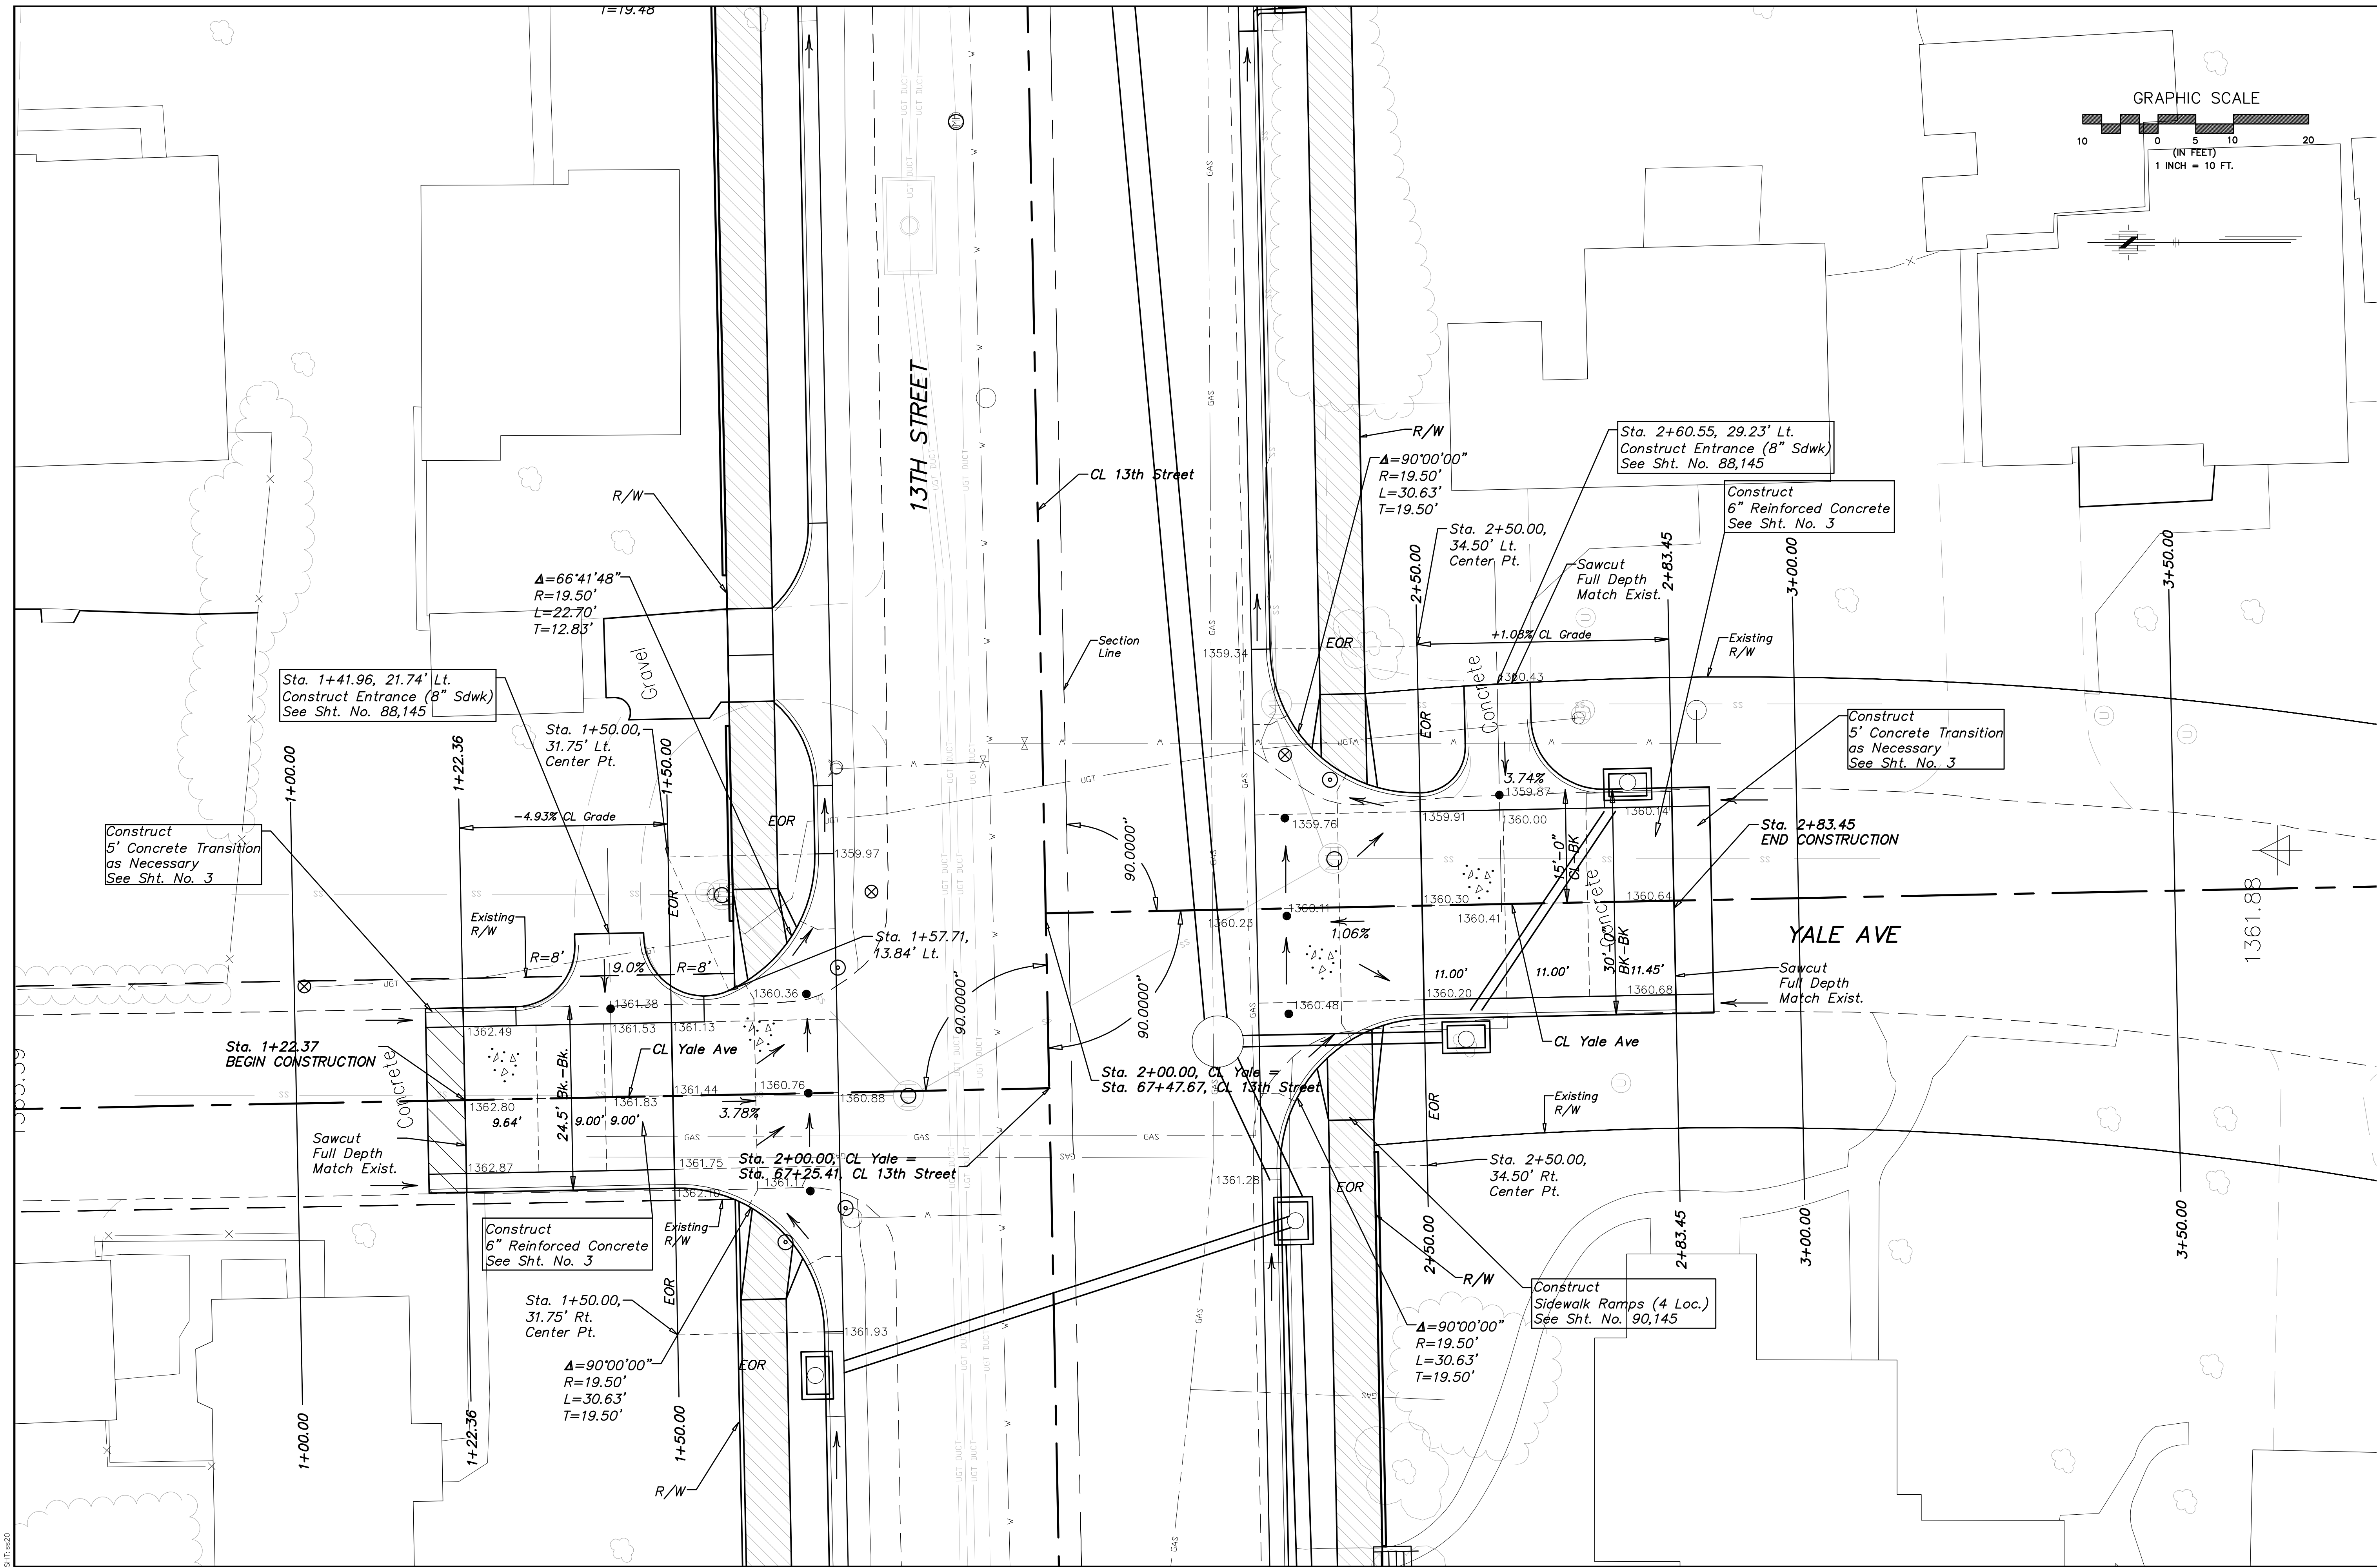 T=19.48'
GRAPHIC SCALE
10 0 5 10 20
(IN FEET)
1 INCH = 10 FT.
13TH STREET
CL 13th Street
Section
Line
R/W
Δ=66°41'48"
R=19.50'
L=22.70'
T=12.83'
Gravel
Sta. 1+41.96, 21.74' Lt.
Construct Entrance (8" Sdwk)
See Sht. No. 88,145
Sta. 1+50.00,
31.75' Lt.
Center Pt.
1+00.00
1+22.36
1+50.00
-4.93% CL Grade
EOR
EOR
1359.97
Construct
5' Concrete Transition
as Necessary
See Sht. No. 3
Existing
R/W
R=8'
9.0%
R=8'
Sta. 1+57.71,
13.84' Lt.
1360.36
1361.38
1362.49
1361.53
1361.13
Sta. 1+22.37
BEGIN CONSTRUCTION
Concrete
CL Yale Ave
24.5' Bk.-Bk.
1362.80
1361.83
1361.44
1360.76
1360.88
9.64'
9.00'
9.00'
3.78%
90.0000°
90.0000°
90.0000°
90.0000°
Sawcut
Full Depth
Match Exist.
1362.87
1361.75
Sta. 2+00.00, CL Yale =
Sta. 67+25.41, CL 13th Street
Sta. 2+00.00, CL Yale =
Sta. 67+47.67, CL 13th Street
1361.17
1362.10
Construct
6" Reinforced Concrete
See Sht. No. 3
Existing
R/W
EOR
Sta. 1+50.00,
31.75' Rt.
Center Pt.
1361.93
EOR
Δ=90°00'00"
R=19.50'
L=30.63'
T=19.50'
1+00.00
1+22.36
1+50.00
R/W
R/W
Δ=90°00'00"
R=19.50'
L=30.63'
T=19.50'
Sta. 2+60.55, 29.23' Lt.
Construct Entrance (8" Sdwk)
See Sht. No. 88,145
Construct
6" Reinforced Concrete
See Sht. No. 3
Sta. 2+50.00,
34.50' Lt.
Center Pt.
Sawcut
Full Depth
Match Exist.
2+50.00
2+83.45
3+00.00
3+50.00
+1.08% CL Grade
Existing
R/W
1359.34
EOR
EOR
Concrete
1360.43
Construct
5' Concrete Transition
as Necessary
See Sht. No. 3
3.74%
1359.87
1359.76
1359.91
1360.00
1360.14
15'-0"
CL-BK
Sta. 2+83.45
END CONSTRUCTION
1360.11
1360.23
1360.30
1360.41
1360.64
1.06%
Concrete
YALE AVE
1361.88
11.00'
11.00'
11.45'
30'-0"
BK-BK
Sawcut
Full Depth
Match Exist.
1360.48
1360.20
1360.68
CL Yale Ave
Existing
R/W
EOR
1361.28
EOR
Sta. 2+50.00,
34.50' Rt.
Center Pt.
R/W
Construct
Sidewalk Ramps (4 Loc.)
See Sht. No. 90,145
Δ=90°00'00"
R=19.50'
L=30.63'
T=19.50'
2+50.00
2+83.45
3+00.00
3+50.00
UGT DUCT
UGT
GAS
SS
W
MH
SHT:ss20